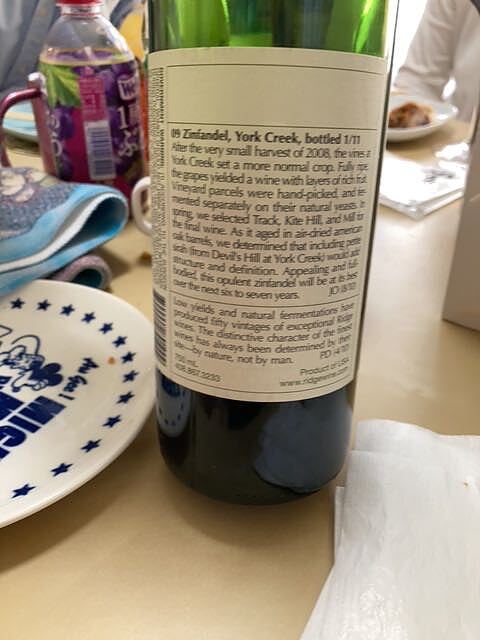 09 Zinfandel, York Creek, bottled 1/11
After the very small harvest of 2008, the vines a
York Creek set a more normal crop. Fully ripe,
the grapes yielded a wine with layers of rich fruit.
Vineyard parcels were hand-picked, and fer-
mented separately on their natural yeasts. In
spring, we selected Track, Kite Hill, and Mill for
the final wine. As it aged in air-dried american
oak barrels, we determined that including petite
sirah (from Devil's Hill at York Creek) would add
structure and definition. Appealing and full-
bodied, this opulent zinfandel will be at its best
over the next six to seven years. JO (8/10)
Low yields and natural fermentations have
produced fifty vintages of exceptional Ridge
wines. The distinctive character of the finest
wines has always been determined by their
site—by nature, not by man. PD (4/10)
750 ml
408.867.3233
Product of US
www.ridgewine.com
MIC